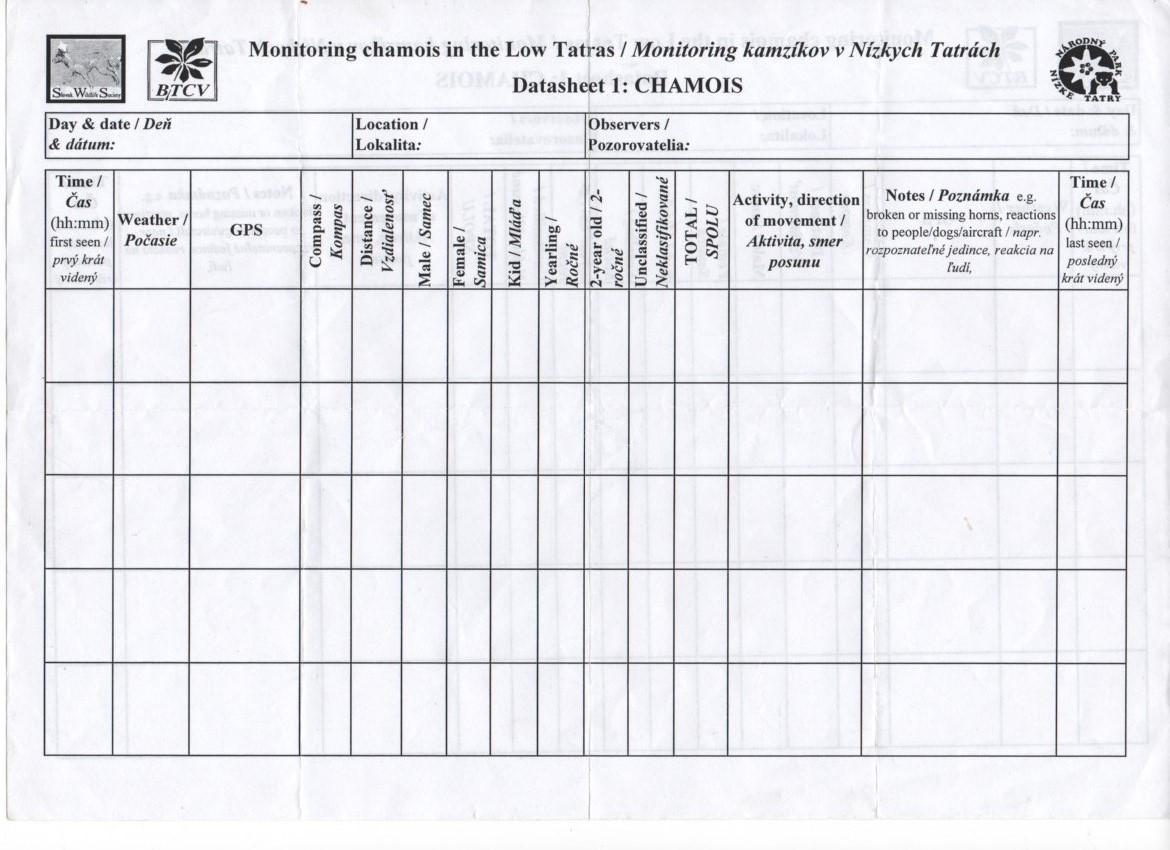 Monitoring chamois in the Low Tatras / Monitoring kamzíkov v Nízkych Tatrách
Datasheet 1: CHAMOIS
Slovak Wildlife Society
BTCV
NÁRODNÝ PARK
NÍZKE TATRY
Day & date / Deň
& dátum:
Location /
Lokalita:
Observers /
Pozorovatelia:
Time /
Čas
(hh:mm)
first seen /
prvý krát
videný
Weather /
Počasie
GPS
Compass /
Kompas
Distance /
Vzdialenosť
Male / Samec
Female /
Samica
Kid / Mláďa
Yearling /
Ročné
2-year old / 2-
ročné
Unclassified /
Neklasifikované
TOTAL /
SPOLU
Activity, direction
of movement /
Aktivita, smer
posunu
Notes / Poznámka e.g.
broken or missing horns, reactions
to people/dogs/aircraft / napr.
rozpoznateľné jedince, reakcia na
ľudí,
Time /
Čas
(hh:mm)
last seen /
posledný
krát videný